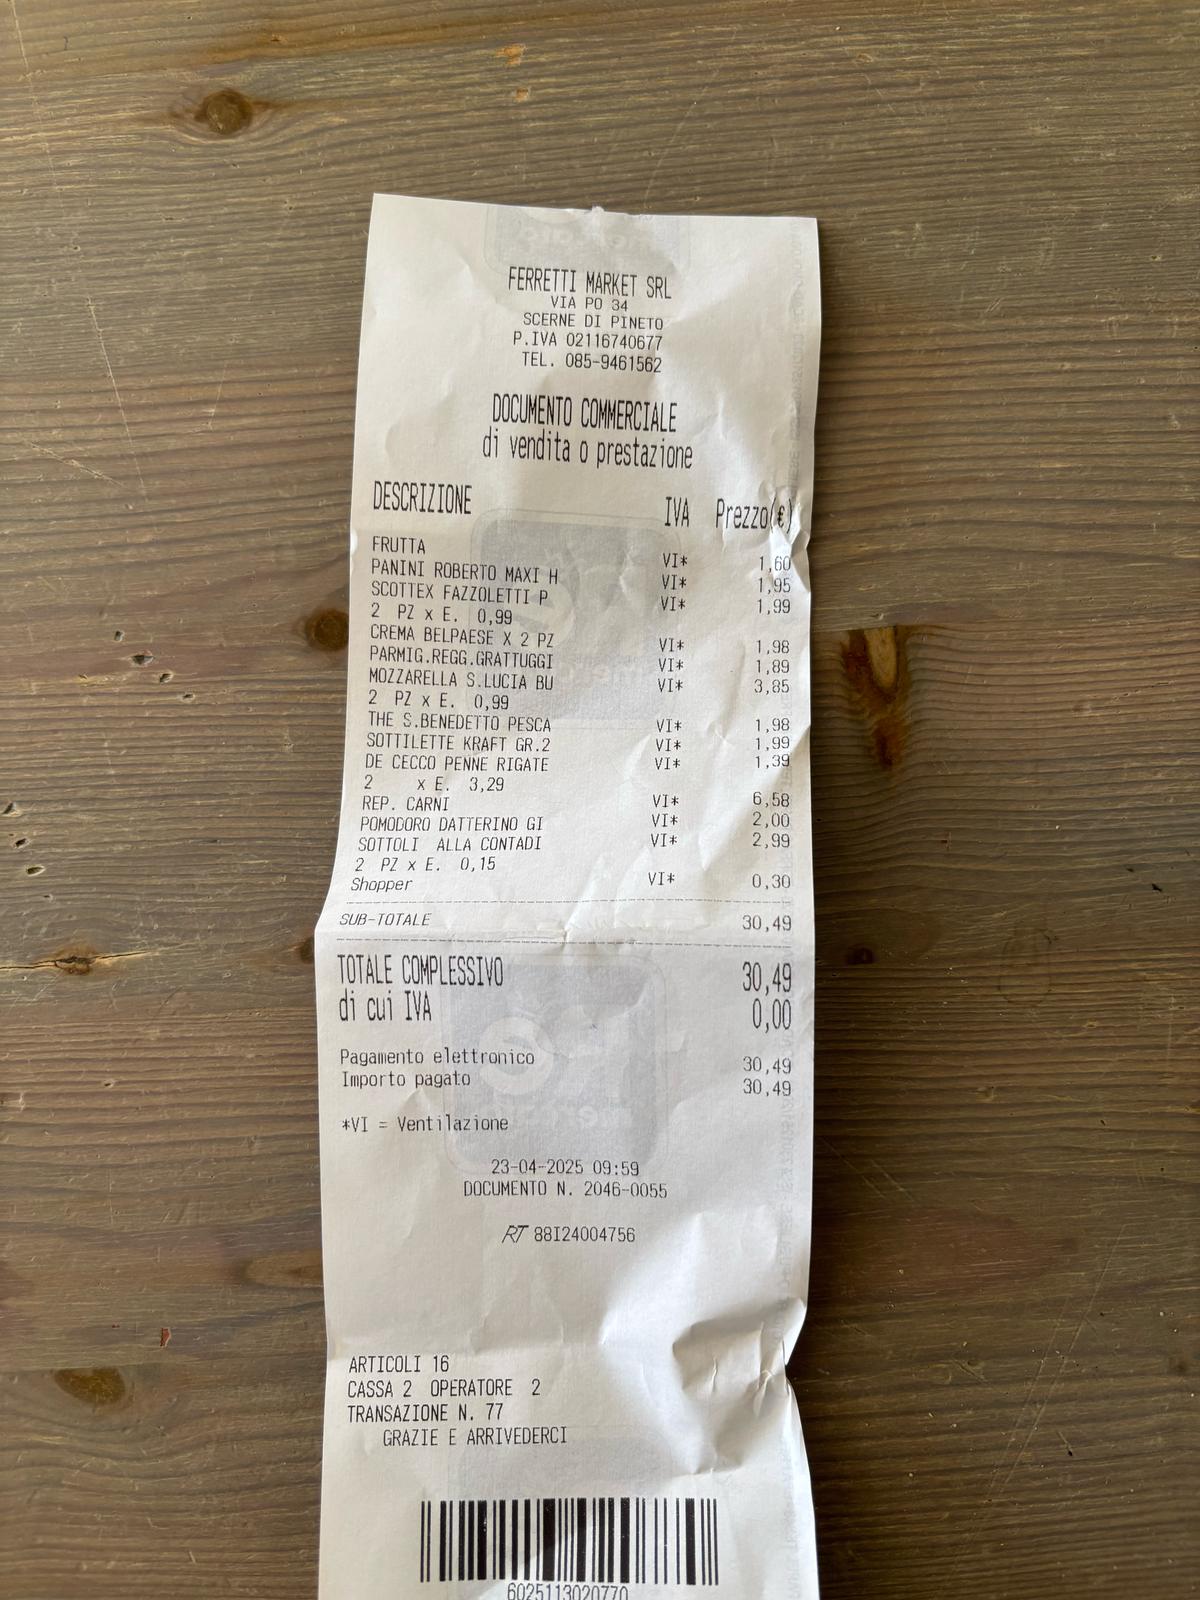 FERRETTI MARKET SRL
VIA PO 34
SCERNE DI PINETO
P.IVA 02116740677
TEL. 085-9461562
DOCUMENTO COMMERCIALE
di vendita o prestazione
DESCRIZIONE IVA Prezzo(€)
FRUTTA VI* 1,60
PANINI ROBERTO MAXI H VI* 1,95
SCOTTEX FAZZOLETTI P VI* 1,99
2 PZ x E. 0,99
CREMA BELPAESE X 2 PZ VI* 1,98
PARMIG.REGG.GRATTUGGI VI* 1,89
MOZZARELLA S.LUCIA BU VI* 3,85
2 PZ x E. 0,99
THE S.BENEDETTO PESCA VI* 1,98
SOTTILETTE KRAFT GR.2 VI* 1,99
DE CECCO PENNE RIGATE VI* 1,39
2 x E. 3,29
REP. CARNI VI* 6,58
POMODORO DATTERINO GI VI* 2,00
SOTTOLI ALLA CONTADI VI* 2,99
2 PZ x E. 0,15
Shopper VI* 0,30
SUB-TOTALE 30,49
TOTALE COMPLESSIVO 30,49
di cui IVA 0,00
Pagamento elettronico 30,49
Importo pagato 30,49
*VI = Ventilazione
23-04-2025 09:59
DOCUMENTO N. 2046-0055
RT 88I24004756
ARTICOLI 16
CASSA 2 OPERATORE 2
TRANSAZIONE N. 77
GRAZIE E ARRIVEDERCI
6025113020770